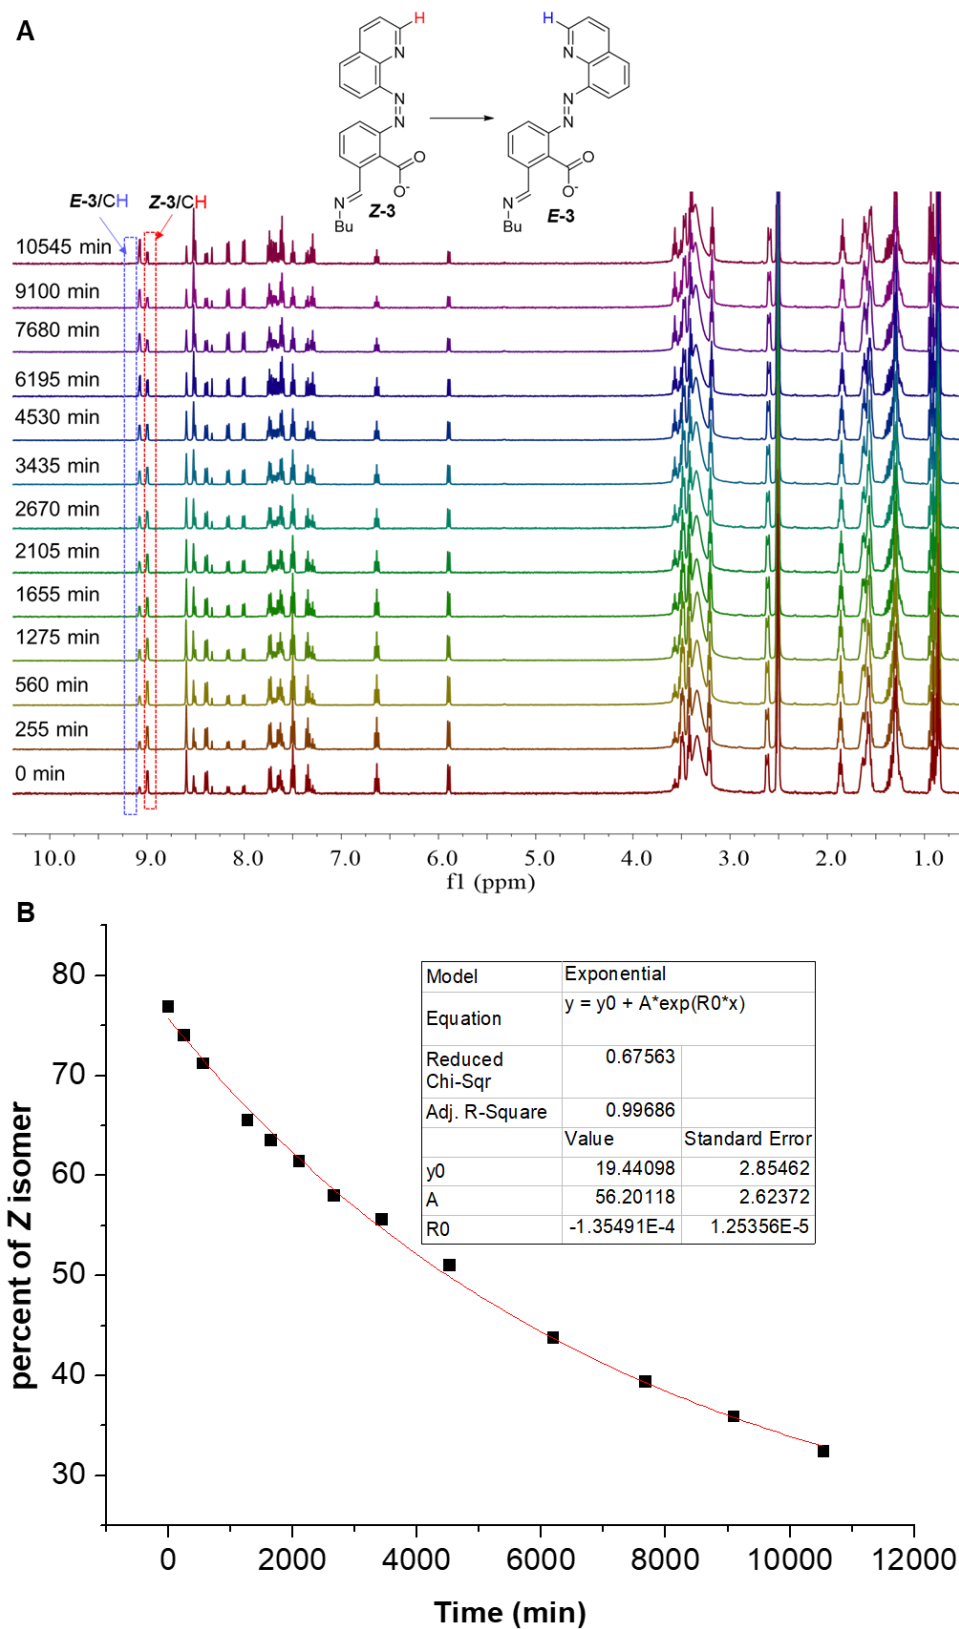 A
H
H
N
N
N
N
N
N
O
O
O-
O-
N
N
Bu
Bu
Z-3
E-3
E-3/CH
Z-3/CH
10545 min
9100 min
7680 min
6195 min
4530 min
3435 min
2670 min
2105 min
1655 min
1275 min
560 min
255 min
0 min
10.0 9.0 8.0 7.0 6.0 5.0 4.0 3.0 2.0 1.0
f1 (ppm)
B
80
70
60
50
40
30
percent of Z isomer
Model Exponential
Equation y = y0 + A*exp(R0*x)
Reduced Chi-Sqr 0.67563
Adj. R-Square 0.99686
Value Standard Error
y0 19.44098 2.85462
A 56.20118 2.62372
R0 -1.35491E-4 1.25356E-5
0 2000 4000 6000 8000 10000 12000
Time (min)